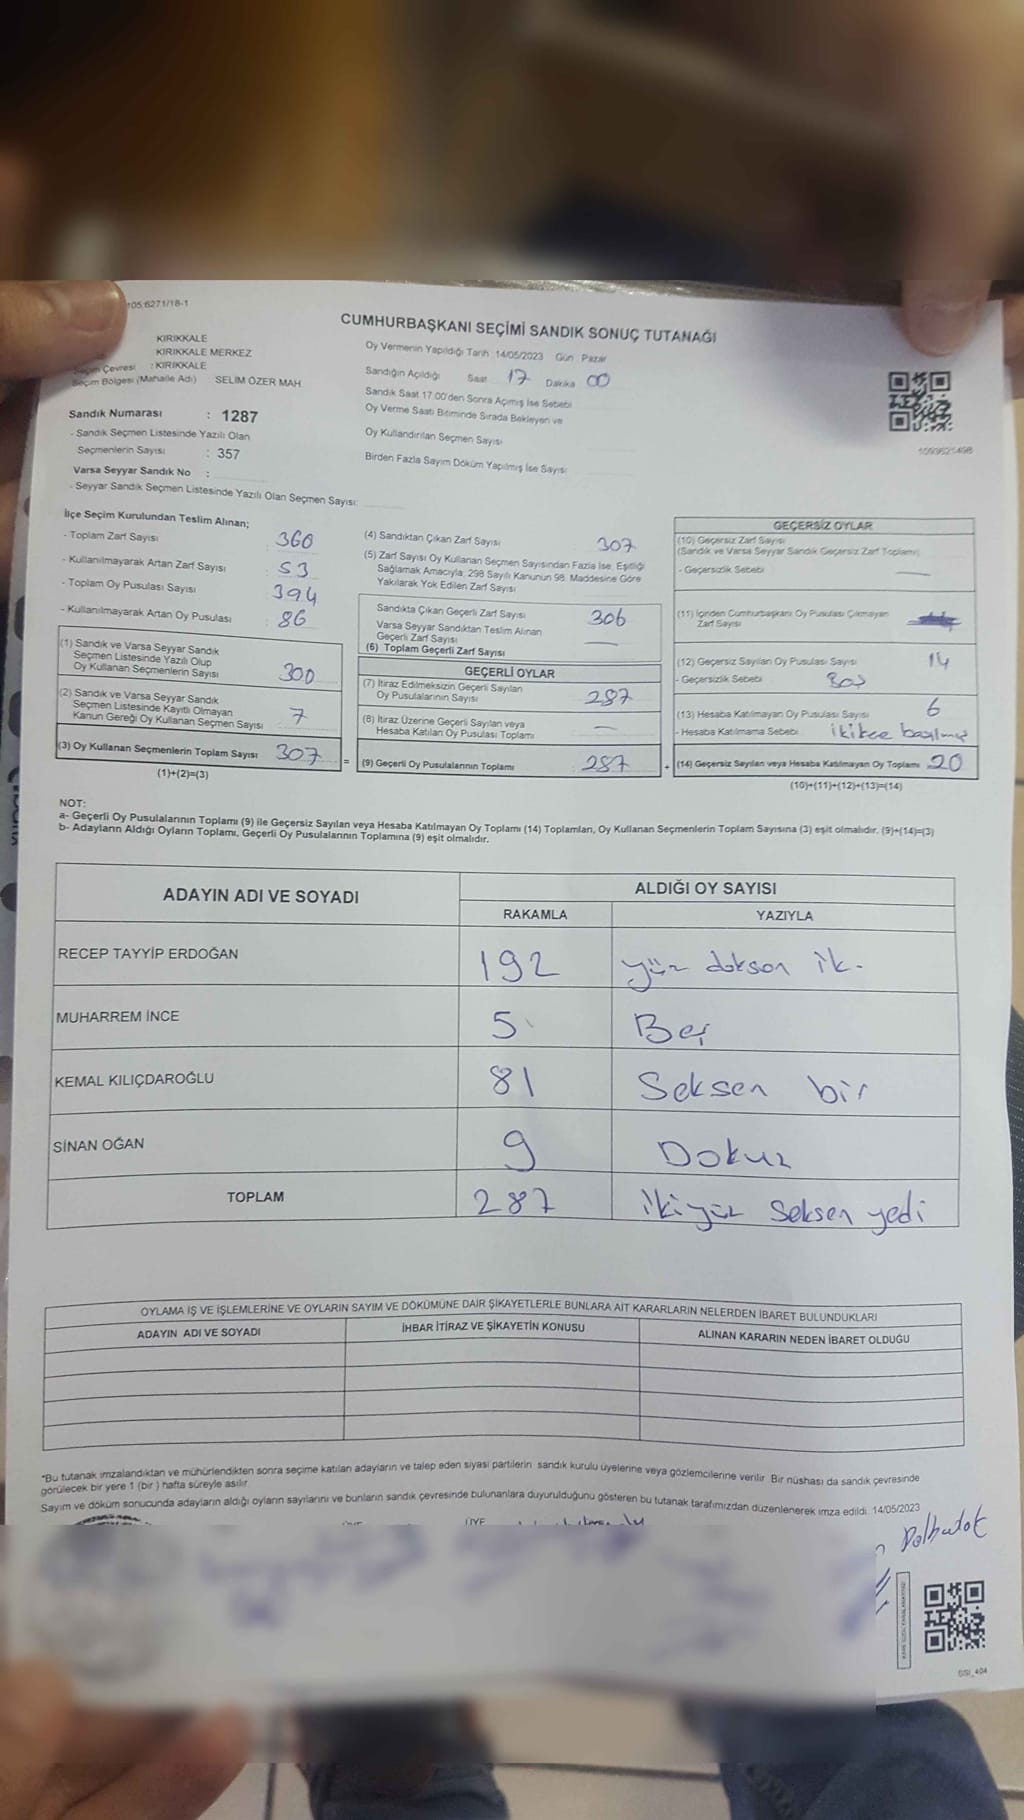 105 6271/18-1
CUMHURBAŞKANI SEÇİMİ SANDIK SONUÇ TUTANAĞI
KIRIKKALE
KIRIKKALE MERKEZ
Seçim Çevresi : KIRIKKALE
Seçim Bölgesi (Mahalle Adı) SELIM ÖZER MAH.
Sandık Numarası : 1287
- Sandık Seçmen Listesinde Yazılı Olan
Seçmenlerin Sayısı : 357
Varsa Seyyar Sandık No :
- Seyyar Sandık Seçmen Listesinde Yazılı Olan Seçmen Sayısı:
Oy Vermenin Yapıldığı Tarih :14/05/2023 Gün : Pazar
Sandığın Açıldığı Saat 17 Dakika 00
Sandık Saat 17:00'den Sonra Açımış İse Sebebi
Oy Verme Saati Bitiminde Sırada Bekleyen ve
Oy Kullandırılan Seçmen Sayısı
Birden Fazla Sayım Döküm Yapılmış İse Sayısı
İlçe Seçim Kurulundan Teslim Alınan;
- Toplam Zarf Sayısı : 360
- Kullanılmayarak Artan Zarf Sayısı : 53
- Toplam Oy Pusulası Sayısı : 394
- Kullanılmayarak Artan Oy Pusulası : 86
(1) Sandık ve Varsa Seyyar Sandık
Seçmen Listesinde Yazılı Olup
Oy Kullanan Seçmenlerin Sayısı 300
(2) Sandık ve Varsa Seyyar Sandık
Seçmen Listesinde Kayıtlı Olmayan
Kanun Gereği Oy Kullanan Seçmen Sayısı 7
(3) Oy Kullanan Seçmenlerin Toplam Sayısı 307 =
(1)+(2)=(3)
(4) Sandıktan Çıkan Zarf Sayısı 307
(5) Zarf Sayısı Oy Kullanan Seçmen Sayısından Fazla İse, Eşitliği
Sağlamak Amacıyla, 298 Sayılı Kanunun 98. Maddesine Göre
Yakılarak Yok Edilen Zarf Sayısı
Sandıkta Çıkan Geçerli Zarf Sayısı 306
Varsa Seyyar Sandıktan Teslim Alınan
Geçerli Zarf Sayısı —
(6) Toplam Geçerli Zarf Sayısı
GEÇERLİ OYLAR
(7) İtiraz Edilmeksizin Geçerli Sayılan
Oy Pusulalarının Sayısı 287
(8) İtiraz Üzerine Geçerli Sayılan veya
Hesaba Katılan Oy Pusulası Toplamı —
(9) Geçerli Oy Pusulalarının Toplamı 287 +
GEÇERSİZ OYLAR
(10) Geçersiz Zarf Sayısı
(Sandık ve Varsa Seyyar Sandık Geçersiz Zarf Toplamı)
- Geçersizlik Sebebi —
(11) İçinden Cumhurbaşkanı Oy Pusulası Çıkmayan
Zarf Sayısı
(12) Geçersiz Sayılan Oy Pusulası Sayısı 14
- Geçersizlik Sebebi Boş
(13) Hesaba Katılmayan Oy Pusulası Sayısı 6
- Hesaba Katılmama Sebebi ikitce basılmış
(14) Geçersiz Sayılan veya Hesaba Katılmayan Oy Toplamı 20
(10)+(11)+(12)+(13)=(14)
NOT:
a- Geçerli Oy Pusulalarının Toplamı (9) ile Geçersiz Sayılan veya Hesaba Katılmayan Oy Toplamı (14) Toplamları, Oy Kullanan Seçmenlerin Toplam Sayısına (3) eşit olmalıdır. (9)+(14)=(3)
b- Adayların Aldığı Oyların Toplamı, Geçerli Oy Pusulalarının Toplamına (9) eşit olmalıdır.
ADAYIN ADI VE SOYADI ALDIĞI OY SAYISI
RAKAMLA YAZIYLA
RECEP TAYYİP ERDOĞAN 192 yüz doksan ik.
MUHARREM İNCE 5 Beş
KEMAL KILIÇDAROĞLU 81 Seksen bir
SİNAN OĞAN 9 Dokuz
TOPLAM 287 ikiyüz seksen yedi
OYLAMA İŞ VE İŞLEMLERİNE VE OYLARIN SAYIM VE DÖKÜMÜNE DAİR ŞİKAYETLERLE BUNLARA AİT KARARLARIN NELERDEN İBARET BULUNDUKLARI
ADAYIN ADI VE SOYADI İHBAR İTİRAZ VE ŞİKAYETİN KONUSU ALINAN KARARIN NEDEN İBARET OLDUĞU
*Bu tutanak imzalandıktan ve mühürlendikten sonra seçime katılan adayların ve talep eden siyasi partilerin sandık kurulu üyelerine veya gözlemcilerine verilir. Bir nüshası da sandık çevresinde
görülecek bir yere 1 (bir) hafta süreyle asılır.
Sayım ve döküm sonucunda adayların aldığı oyların sayılarını ve bunların sandık çevresinde bulunanlara duyurulduğunu gösteren bu tutanak tarafımızdan düzenlenerek imza edildi. 14/05/2023
ÜYE
SSI_404